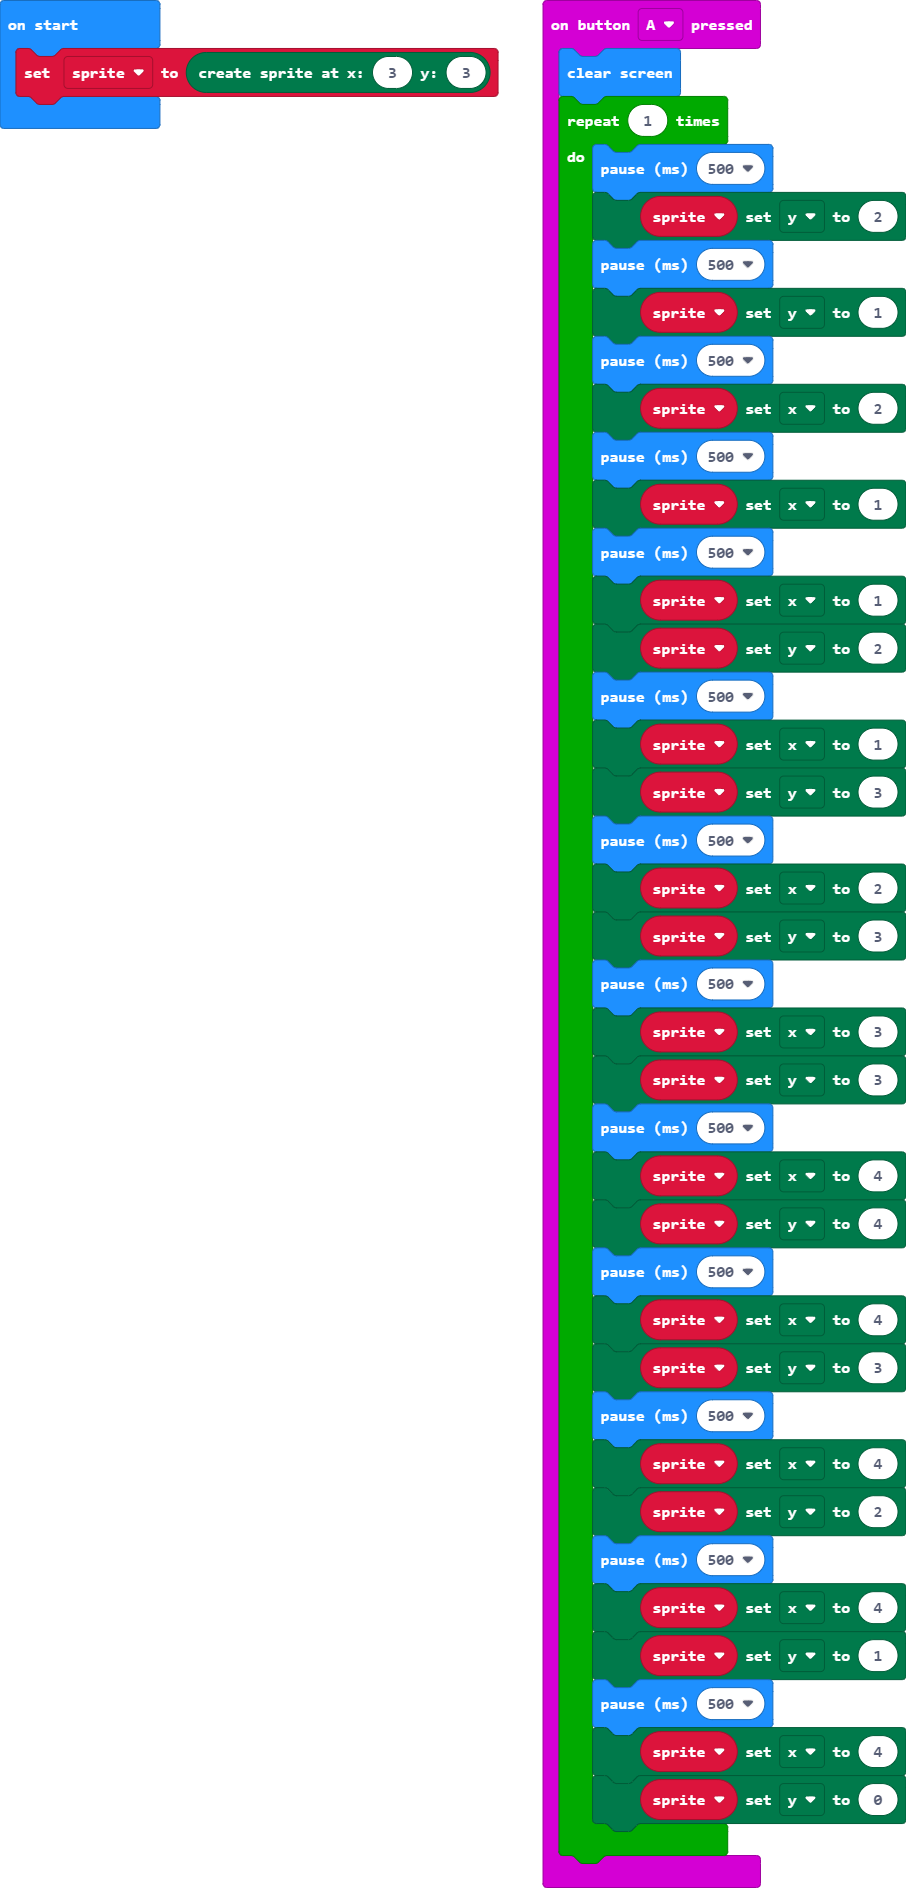 on start
set sprite to create sprite at x: 3 y: 3
on button A pressed
clear screen
repeat 1 times
do
pause (ms) 500
sprite set y to 2
pause (ms) 500
sprite set y to 1
pause (ms) 500
sprite set x to 2
pause (ms) 500
sprite set x to 1
pause (ms) 500
sprite set x to 1
sprite set y to 2
pause (ms) 500
sprite set x to 1
sprite set y to 3
pause (ms) 500
sprite set x to 2
sprite set y to 3
pause (ms) 500
sprite set x to 3
sprite set y to 3
pause (ms) 500
sprite set x to 4
sprite set y to 4
pause (ms) 500
sprite set x to 4
sprite set y to 3
pause (ms) 500
sprite set x to 4
sprite set y to 2
pause (ms) 500
sprite set x to 4
sprite set y to 1
pause (ms) 500
sprite set x to 4
sprite set y to 0